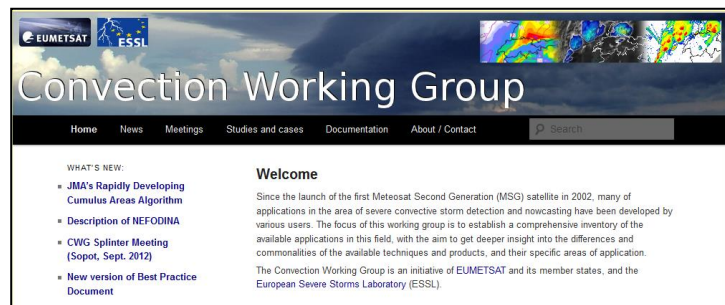 EUMETSAT
ESSL
Convection Working Group
Home News Meetings Studies and cases Documentation About / Contact Search
WHAT'S NEW:
JMA's Rapidly Developing
Cumulus Areas Algorithm
Description of NEFODINA
CWG Splinter Meeting
(Sopot, Sept. 2012)
New version of Best Practice
Document
Welcome
Since the launch of the first Meteosat Second Generation (MSG) satellite in 2002, many of
applications in the area of severe convective storm detection and nowcasting have been developed by
various users. The focus of this working group is to establish a comprehensive inventory of the
available applications in this field, with the aim to get deeper insight into the differences and
commonalities of the available techniques and products, and their specific areas of application.
The Convection Working Group is an initiative of EUMETSAT and its member states, and the
European Severe Storms Laboratory (ESSL).